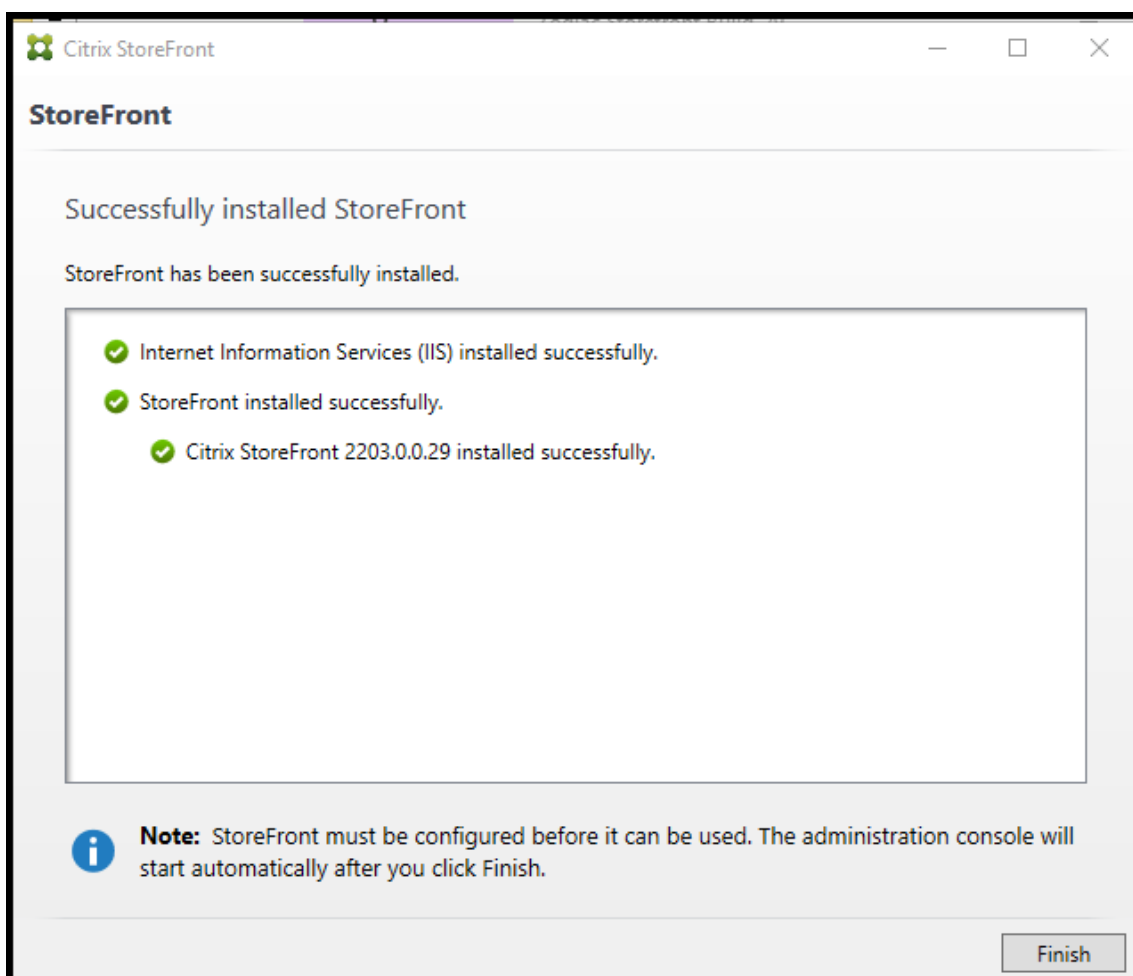 Citrix StoreFront
StoreFront
Successfully installed StoreFront
StoreFront has been successfully installed.
Internet Information Services (IIS) installed successfully.
StoreFront installed successfully.
Citrix StoreFront 2203.0.0.29 installed successfully.
Note: StoreFront must be configured before it can be used. The administration console will
start automatically after you click Finish.
Finish